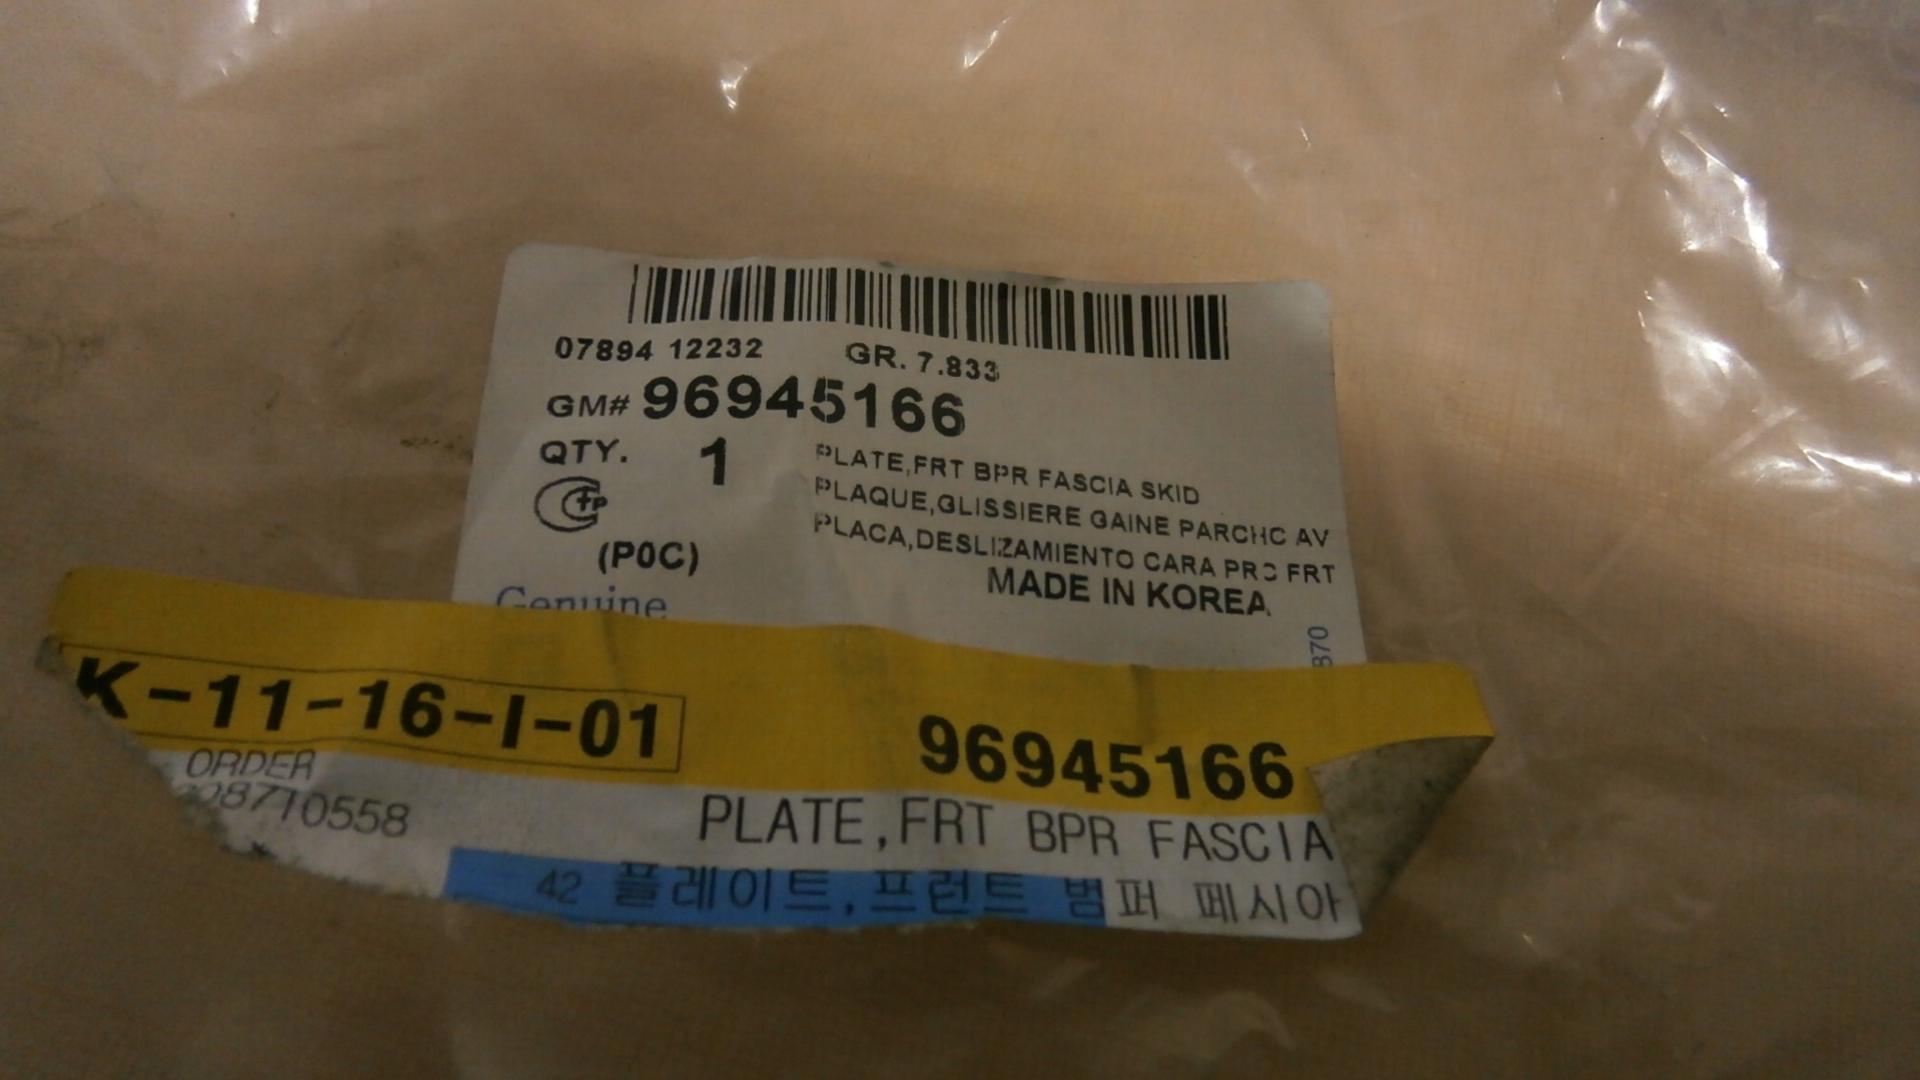 07894 12232 GR. 7.833
GM# 96945166
QTY. 1
PLATE,FRT BPR FASCIA SKID
PLAQUE,GLISSIERE GAINE PARCHC AV
PLACA,DESLIZAMIENTO CARA PRC FRT
(P0C)
MADE IN KOREA
Genuine
870
K-11-16-I-01
96945166
ORDER
08710558
PLATE,FRT BPR FASCIA
42 플레이트,프런트 범퍼 페시아